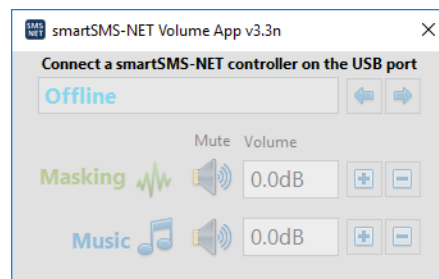 SMS
NET
smartSMS-NET Volume App v3.3n
Connect a smartSMS-NET controller on the USB port
Offline
Mute Volume
Masking 0.0dB
Music 0.0dB